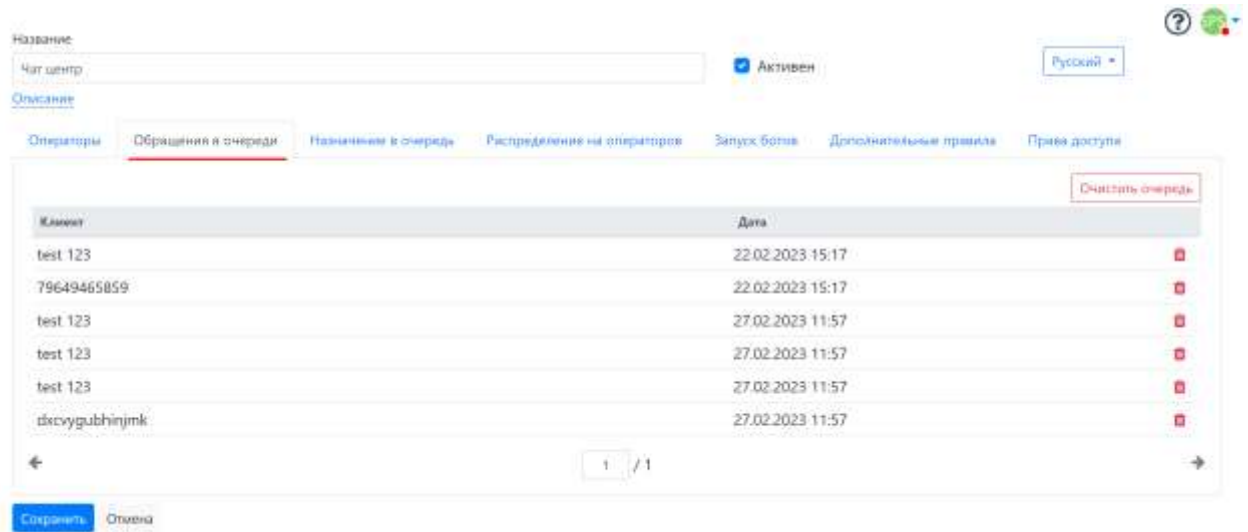 Название
Чат центр
Активен
Русский
Описание
Операторы Обращения в очереди Назначение в очередь Распределение на операторов Запуск ботов Дополнительные правила Права доступа
Очистить очередь
Клиент Дата
test 123 22.02.2023 15:17
79649465859 22.02.2023 15:17
test 123 27.02.2023 11:57
test 123 27.02.2023 11:57
test 123 27.02.2023 11:57
dxcvygubhinjmk 27.02.2023 11:57
1 / 1
Сохранить Отмена